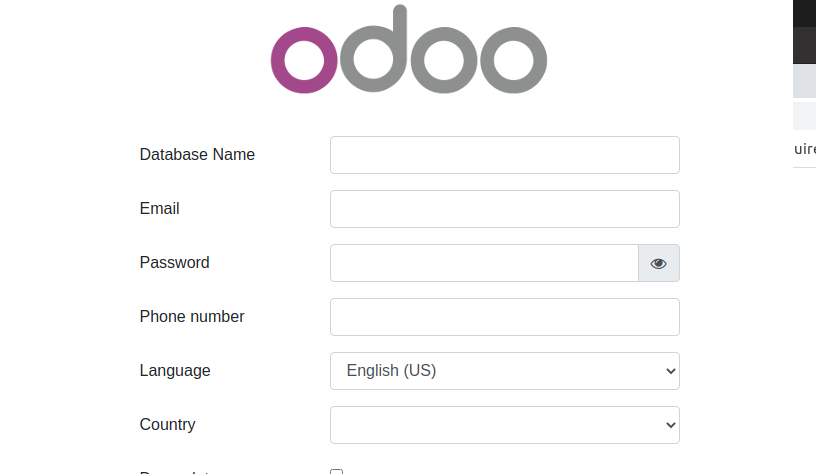 odoo
Database Name
Email
Password
Phone number
Language
English (US)
Country